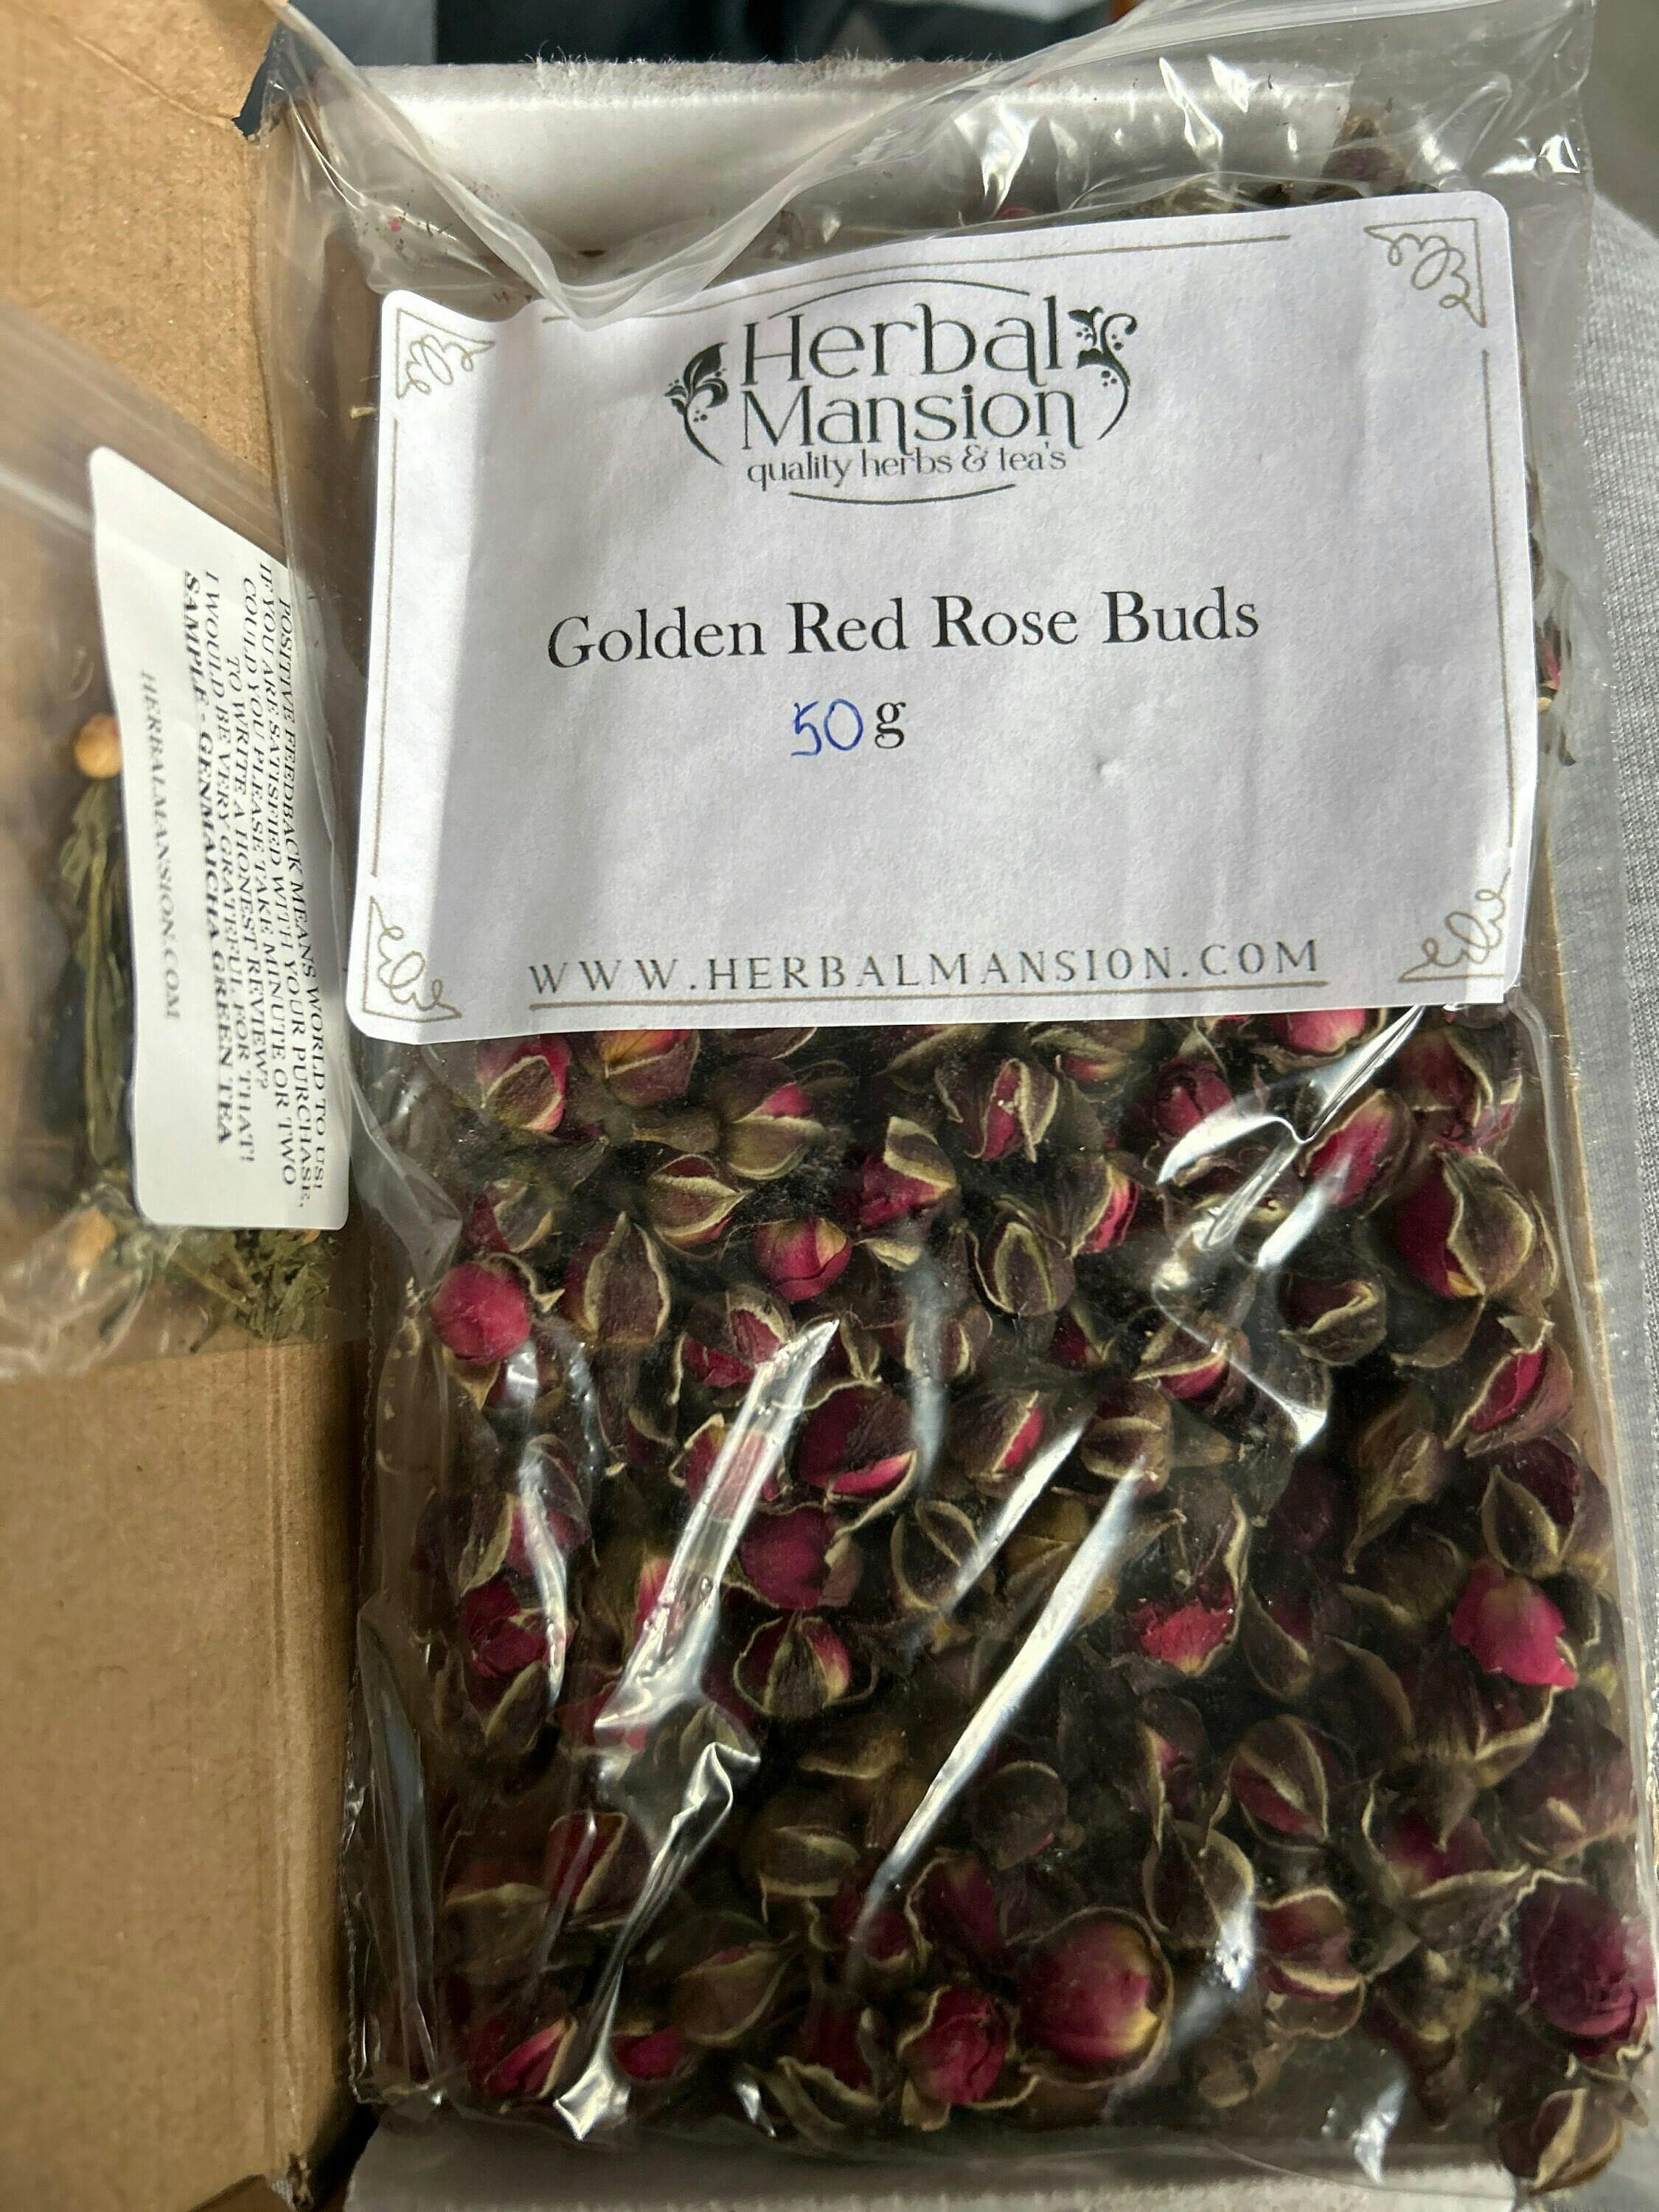 Herbal
Mansion
quality herbs & tea's
Golden Red Rose Buds
50g
WWW.HERBALMANSION.COM
POSITIVE FEEDBACK MEANS WORLD TO US!
IF YOU ARE SATISFIED WITH YOUR PURCHASE,
COULD YOU PLEASE TAKE MINUTE OR TWO
TO WRITE A HONEST REVIEW?
I WOULD BE VERY GRATEFUL FOR THAT!
SAMPLE - GENMAICHA GREEN TEA
HERBALMANSION.COM